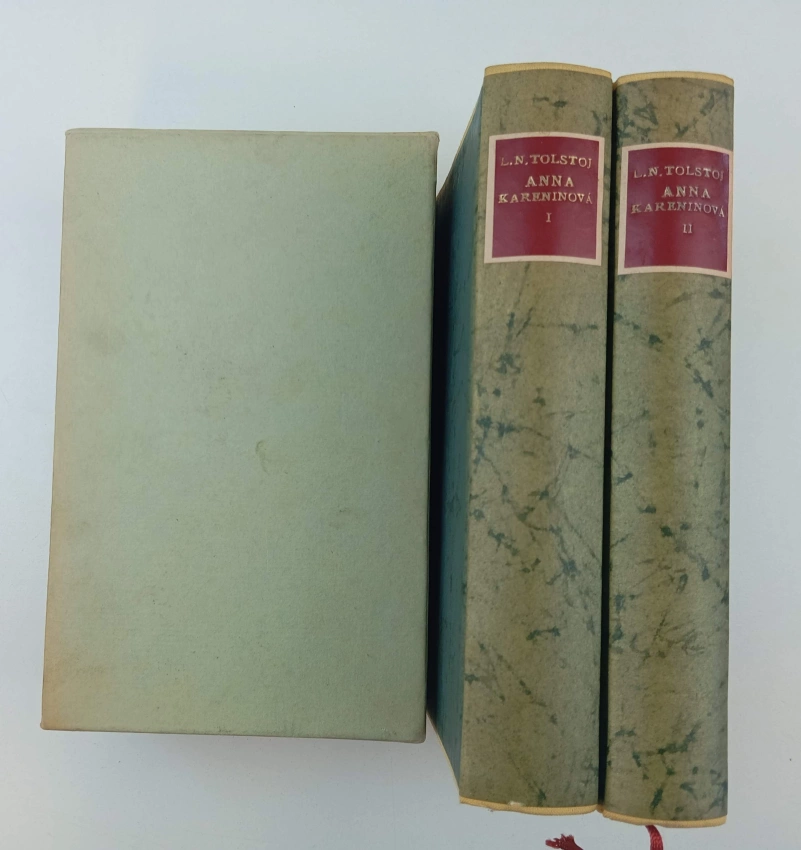 L.N.TOLSTOJ
ANNA
KARENINOVÁ
I
L.N.TOLSTOJ
ANNA
KARENINOVÁ
II